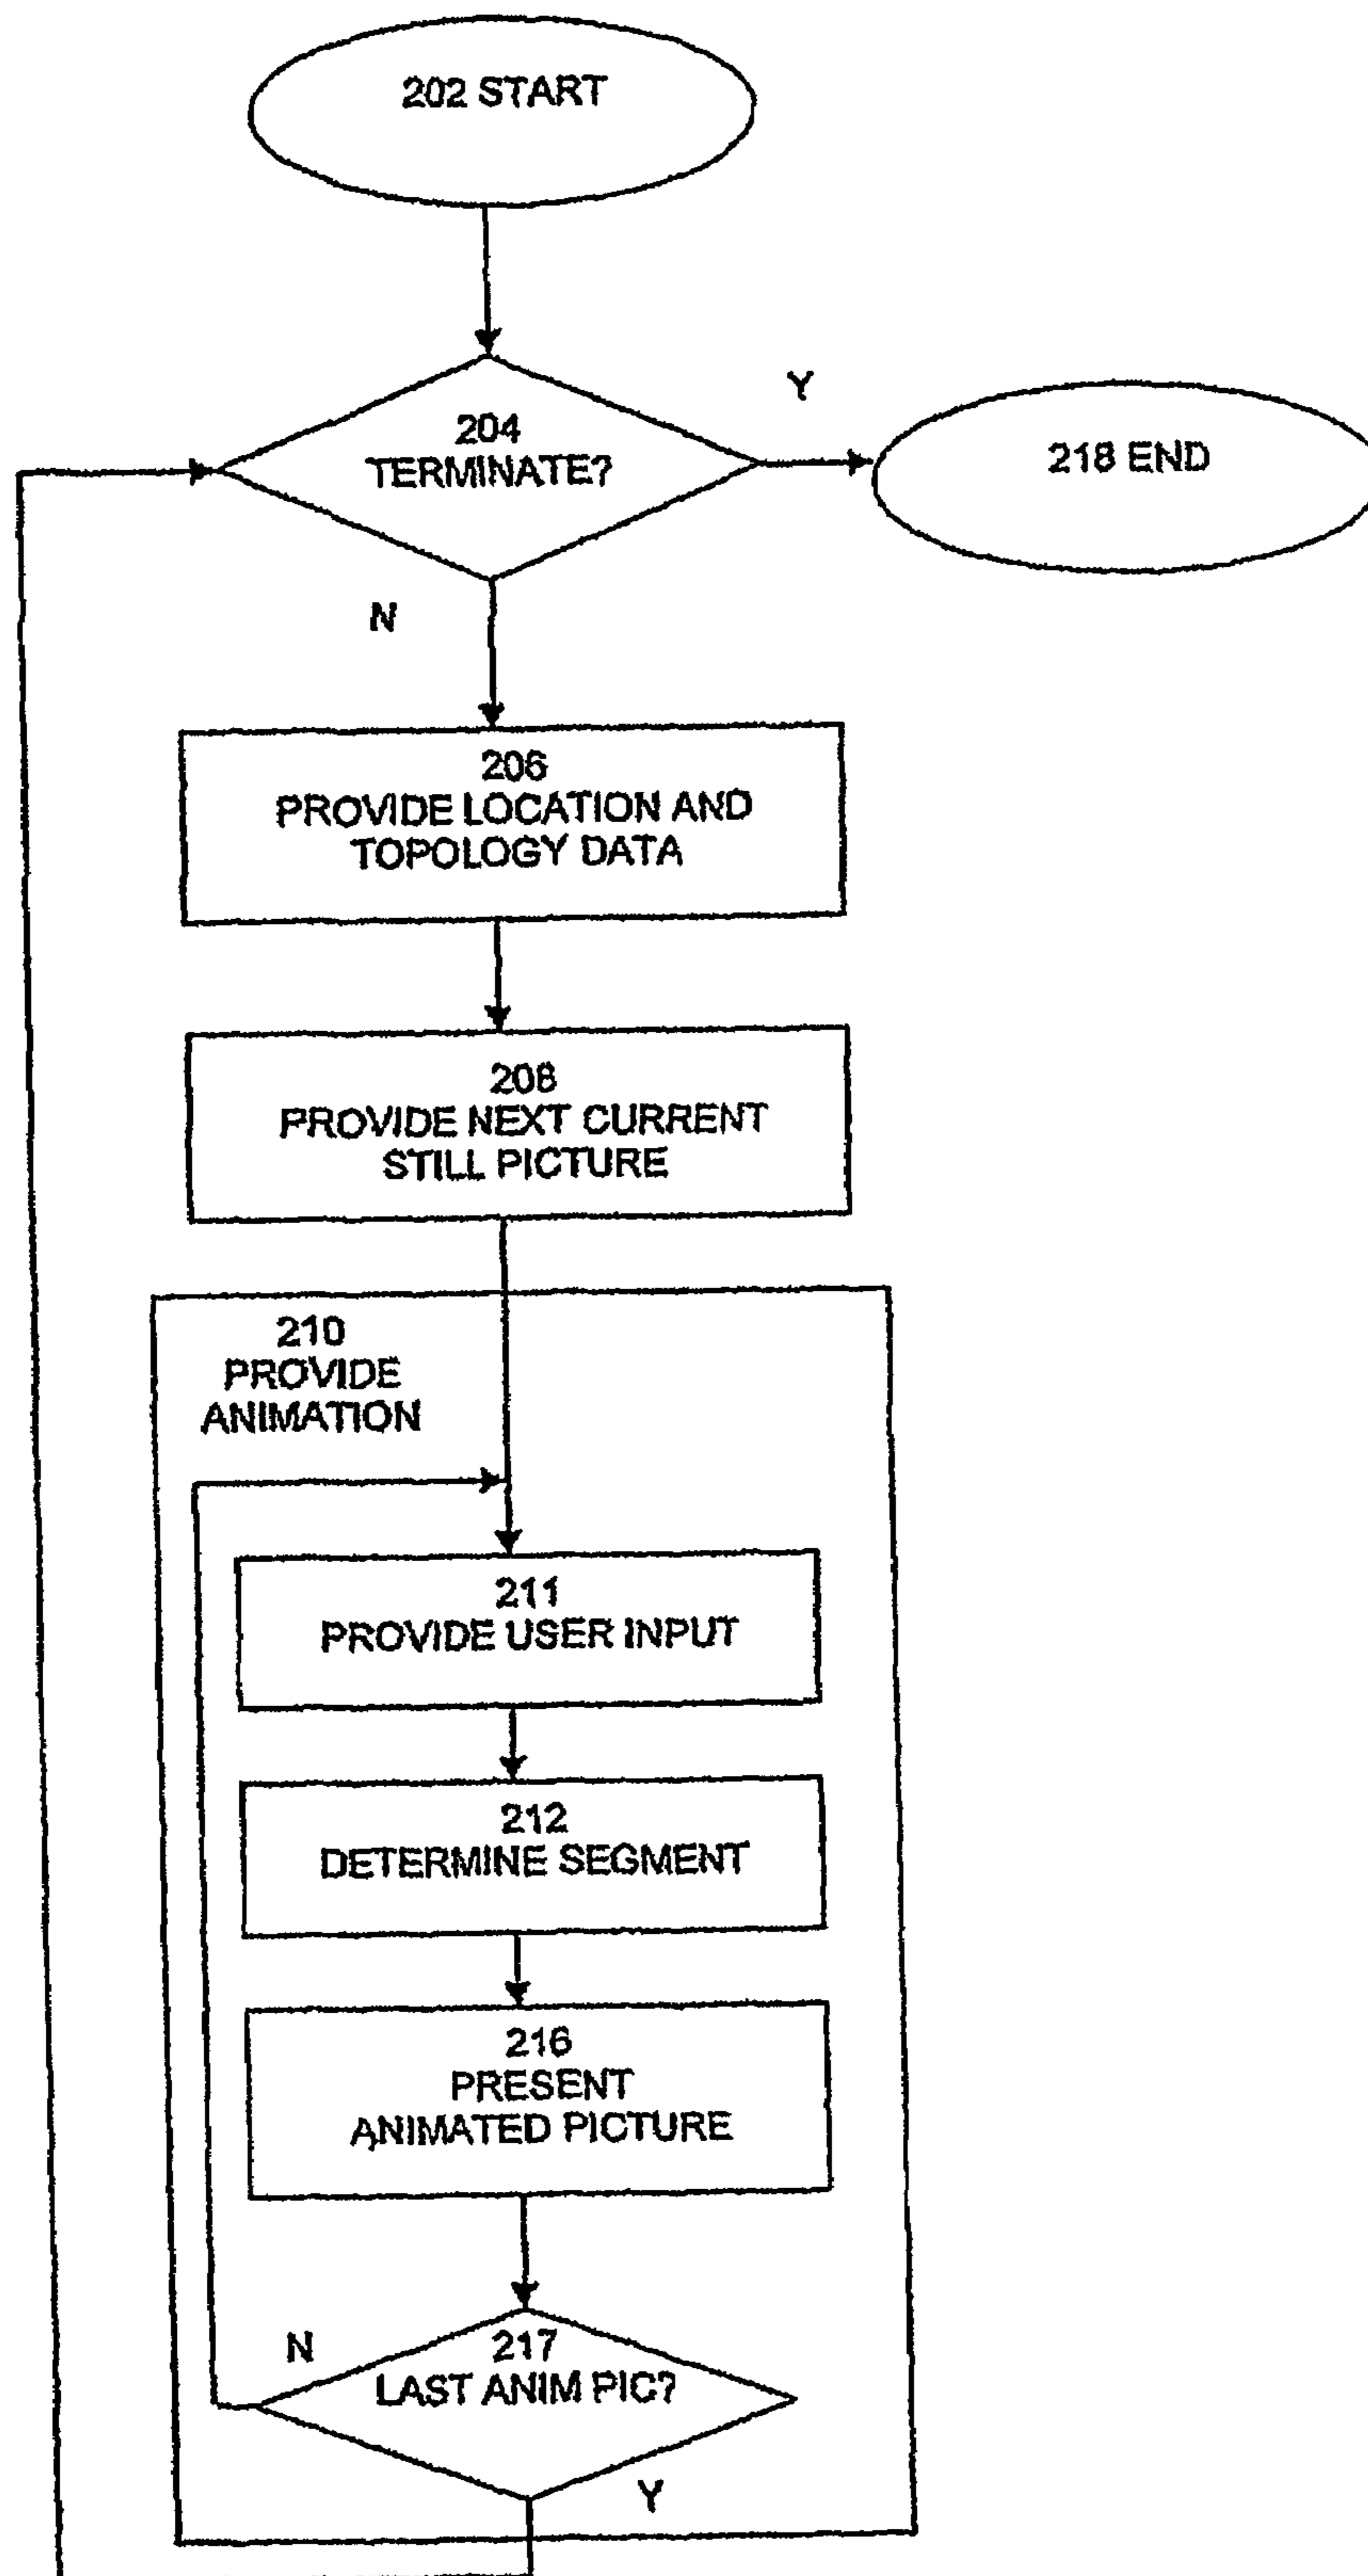 202 START
Y
204
TERMINATE?
218 END
N
206
PROVIDE LOCATION AND
TOPOLOGY DATA
208
PROVIDE NEXT CURRENT
STILL PICTURE
210
PROVIDE
ANIMATION
211
PROVIDE USER INPUT
212
DETERMINE SEGMENT
216
PRESENT
ANIMATED PICTURE
N
217
LAST ANIM PIC?
Y